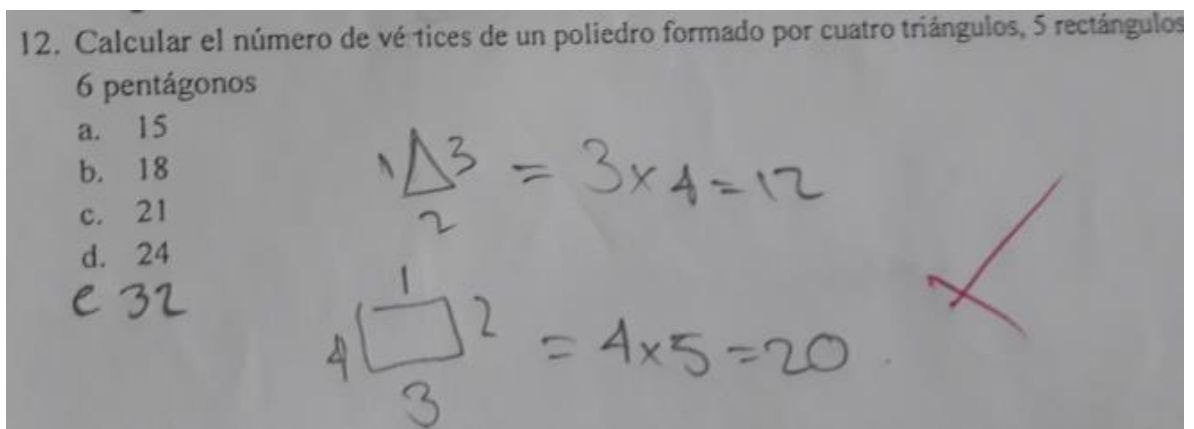 12. Calcular el número de vé tices de un poliedro formado por cuatro triángulos, 5 rectángulos
6 pentágonos
a. 15
b. 18
c. 21
d. 24
e 32
1 3 = 3x4=12
2
1
4 2 = 4x5=20
3